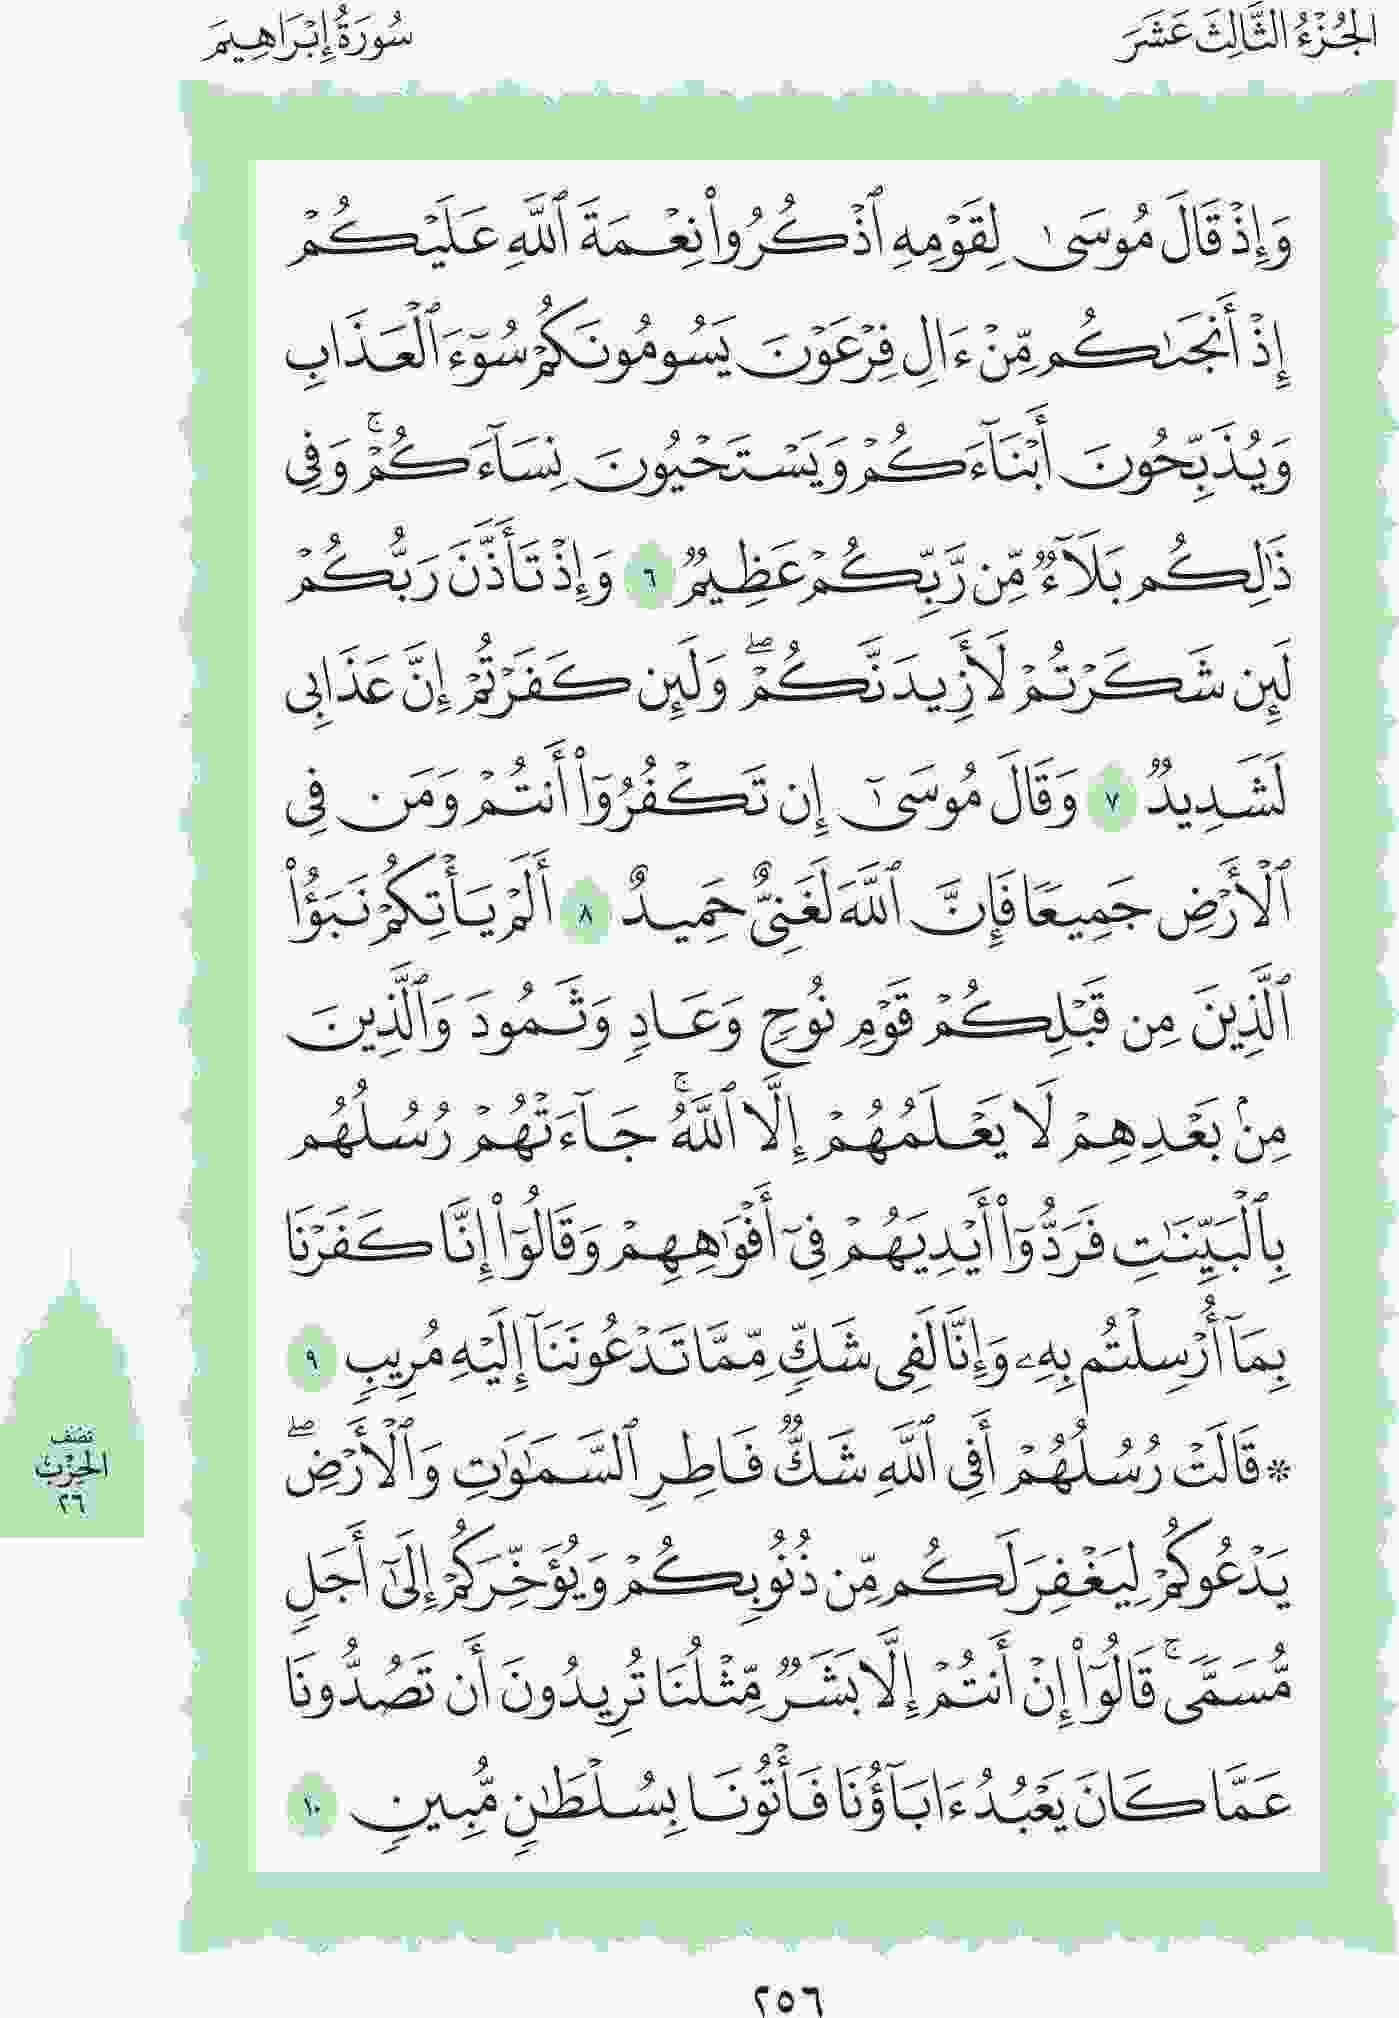 الجُزْءُ الثَّالِثَ عَشَرَ
سُورَةُ إِبْرَاهِيمَ
وَإِذْ قَالَ مُوسَىٰ لِقَوْمِهِ ٱذْكُرُوا۟ نِعْمَةَ ٱللَّهِ عَلَيْكُمْ
إِذْ أَنجَىٰكُم مِّنْ ءَالِ فِرْعَوْنَ يَسُومُونَكُمْ سُوٓءَ ٱلْعَذَابِ
وَيُذَبِّحُونَ أَبْنَآءَكُمْ وَيَسْتَحْيُونَ نِسَآءَكُمْ ۚ وَفِى
ذَٰلِكُم بَلَآءٌ مِّن رَّبِّكُمْ عَظِيمٌ ٦ وَإِذْ تَأَذَّنَ رَبُّكُمْ
لَئِن شَكَرْتُمْ لَأَزِيدَنَّكُمْ ۖ وَلَئِن كَفَرْتُمْ إِنَّ عَذَابِى
لَشَدِيدٌ ٧ وَقَالَ مُوسَىٰٓ إِن تَكْفُرُوٓا۟ أَنتُمْ وَمَن فِى
ٱلْأَرْضِ جَمِيعًا فَإِنَّ ٱللَّهَ لَغَنِىٌّ حَمِيدٌ ٨ أَلَمْ يَأْتِكُمْ نَبَؤُا۟
ٱلَّذِينَ مِن قَبْلِكُمْ قَوْمِ نُوحٍ وَعَادٍ وَثَمُودَ وَٱلَّذِينَ
مِنۢ بَعْدِهِمْ لَا يَعْلَمُهُمْ إِلَّا ٱللَّهُ ۚ جَآءَتْهُمْ رُسُلُهُم
بِٱلْبَيِّنَٰتِ فَرَدُّوٓا۟ أَيْدِيَهُمْ فِىٓ أَفْوَٰهِهِمْ وَقَالُوٓا۟ إِنَّا كَفَرْنَا
بِمَآ أُرْسِلْتُم بِهِۦ وَإِنَّا لَفِى شَكٍّ مِّمَّا تَدْعُونَنَآ إِلَيْهِ مُرِيبٍ ٩
۞ قَالَتْ رُسُلُهُمْ أَفِى ٱللَّهِ شَكٌّ فَاطِرِ ٱلسَّمَٰوَٰتِ وَٱلْأَرْضِ ۖ
يَدْعُوكُمْ لِيَغْفِرَ لَكُم مِّن ذُنُوبِكُمْ وَيُؤَخِّرَكُمْ إِلَىٰٓ أَجَلٍ
مُّسَمًّى ۚ قَالُوٓا۟ إِنْ أَنتُمْ إِلَّا بَشَرٌ مِّثْلُنَا تُرِيدُونَ أَن تَصُدُّونَا
عَمَّا كَانَ يَعْبُدُ ءَابَآؤُنَا فَأْتُونَا بِسُلْطَٰنٍ مُّبِينٍ ١٠
نصف
الحزب
٢٦
٢٥٦